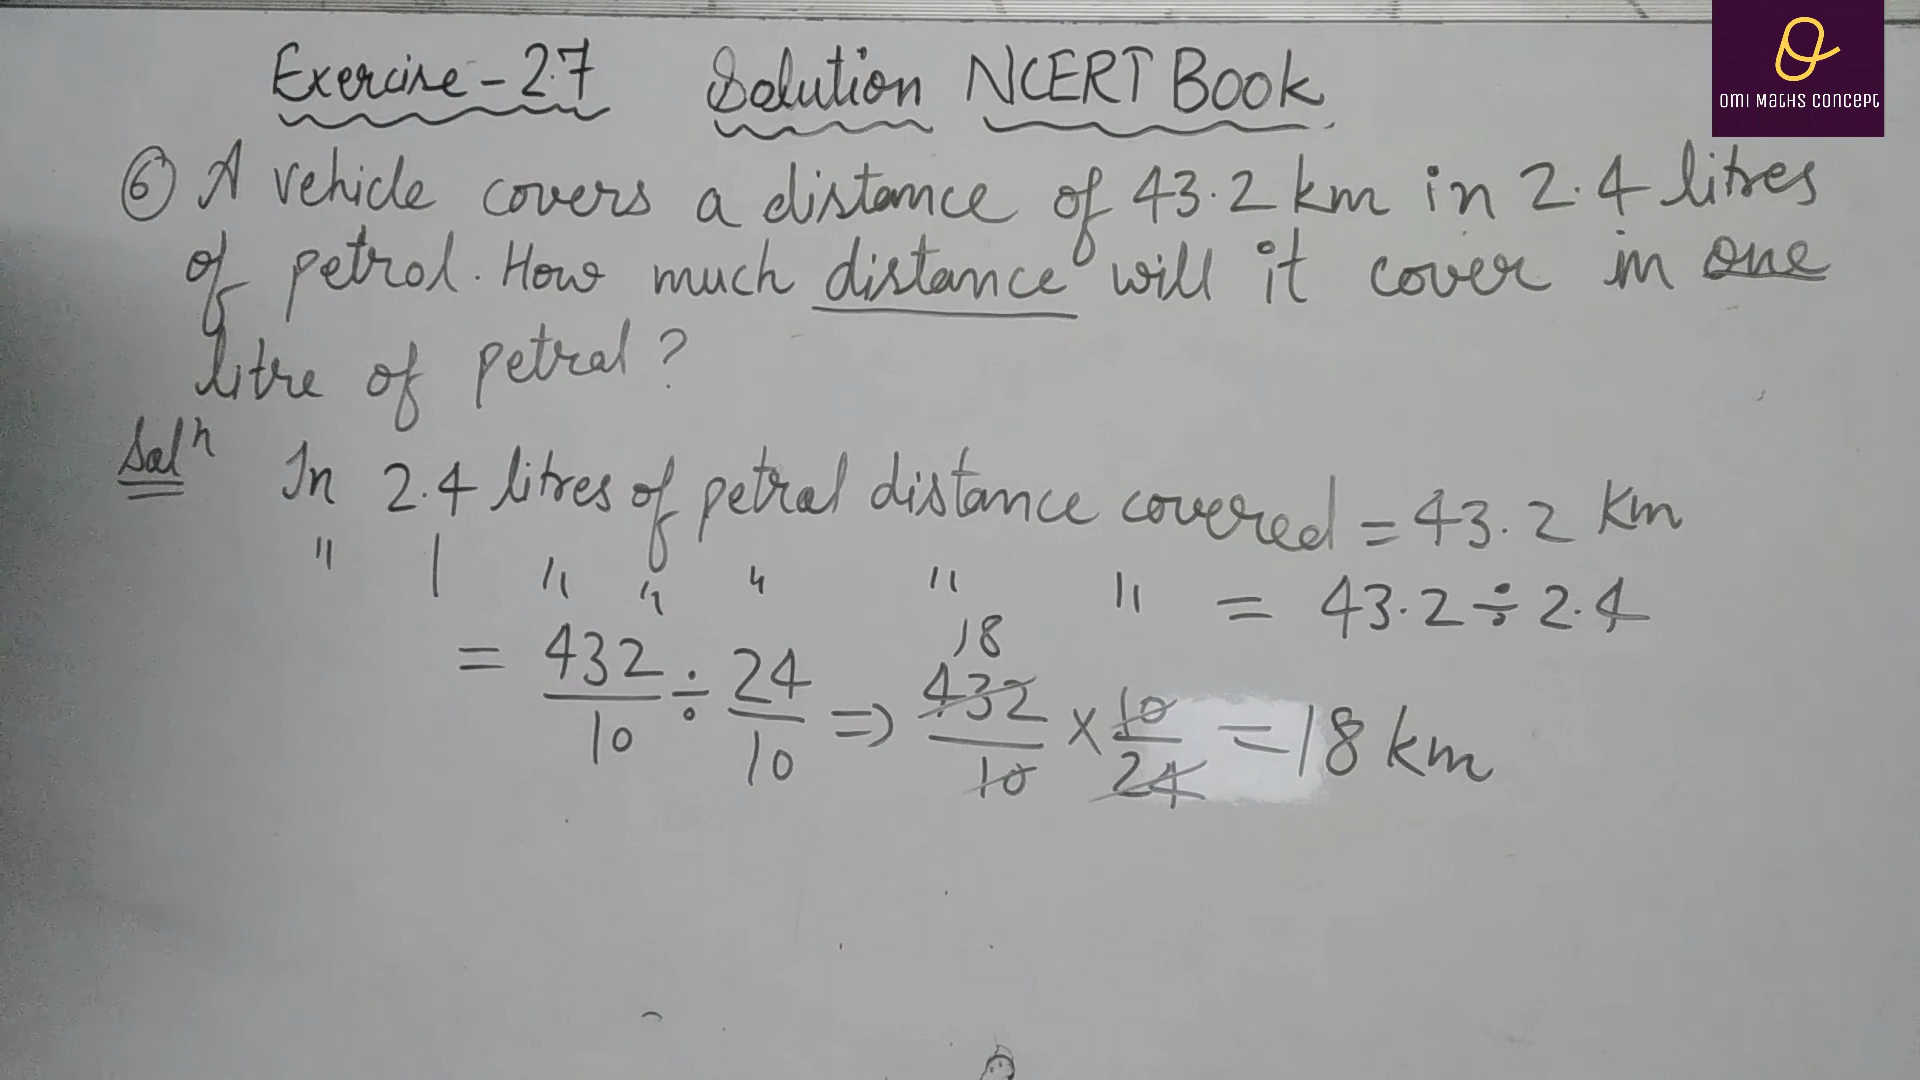 Exercise-2.7 Solution NCERT Book
OMI MATHS CONCEPT
⑥ A vehicle covers a distance of 43.2 km in 2.4 litres
of petrol. How much distance will it cover in one
litre of petral?
Solⁿ In 2.4 litres of petral distance covered = 43.2 Km
" 1 " " " " " = 43.2 ÷ 2.4
= 432/10 ÷ 24/10 => 432/10 × 10/24 = 18 km
18